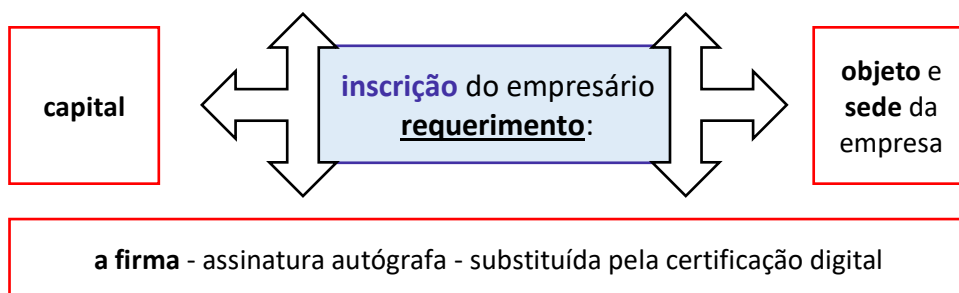 capital
inscrição do empresário
requerimento:
objeto e
sede da
empresa
a firma - assinatura autógrafa - substituída pela certificação digital